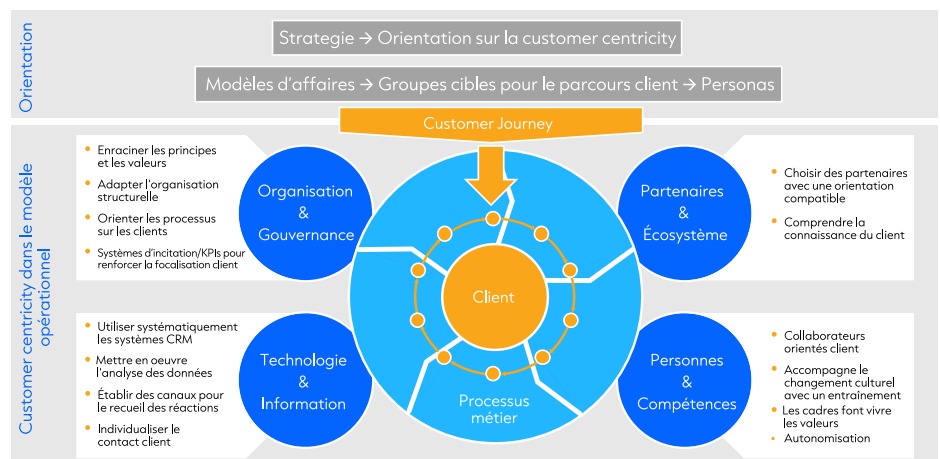 Orientation
Strategie → Orientation sur la customer centricity
Modèles d'affaires → Groupes cibles pour le parcours client → Personas
Customer Journey
Customer centricity dans le modèle
opérationnel
• Enraciner les principes
et les valeurs
• Adapter l'organisation
structurelle
• Orienter les processus
sur les clients
• Systèmes d'incitation/KPIs pour
renforcer la focalisation client
Organisation
&
Gouvernance
Partenaires
&
Écosystème
• Choisir des partenaires
avec une orientation
compatible
• Comprendre la
connaissance du client
Client
• Utiliser systématiquement
les systèmes CRM
• Mettre en oeuvre
l'analyse des données
• Établir des canaux pour
le recueil des réactions
• Individualiser le
contact client
Technologie
&
Information
Processus
métier
Personnes
&
Compétences
• Collaborateurs
orientés client
• Accompagne le
changement culturel
avec un entraînement
• Les cadres font vivre
les valeurs
• Autonomisation